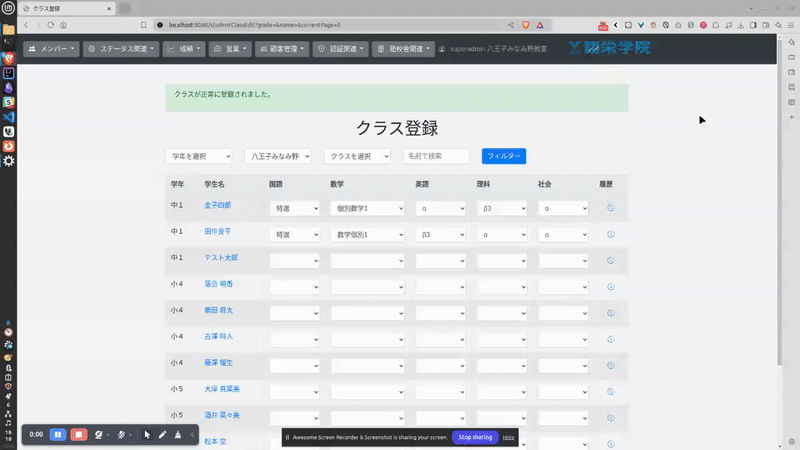 クラス登録
localhost:8080/studentClassEdit?grade=&name=&currentPage=0
メンバー
ステータス関連
成績
営業
顧客管理
認証関連
塾校舎関連
superadmin: 八王子みなみ野教室
翔栄学院
クラスが正常に登録されました。
クラス登録
学年を選択 八王子みなみ野 クラスを選択 名前で検索 フィルター
学年 学生名 国語 数学 英語 理科 社会 履歴
中1 金子四郎 特選 個別数学1 α β3 α
中1 田中良平 特選 数学個別1 β3 α α
中1 テスト太郎
小4 落合 萌香
小4 櫛田 将太
小4 古澤 時人
小4 藤澤 瑠生
小5 大岸 真菜美
小5 酒井 菜々美
松本 空
0:00
Awesome Screen Recorder & Screenshot is sharing your screen. Stop sharing Hide